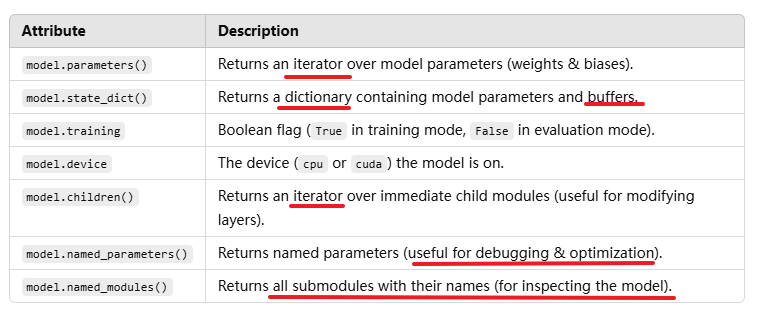 Attribute Description
model.parameters() Returns an iterator over model parameters (weights & biases).
model.state_dict() Returns a dictionary containing model parameters and buffers.
model.training Boolean flag ( True in training mode, False in evaluation mode).
model.device The device ( cpu or cuda ) the model is on.
model.children() Returns an iterator over immediate child modules (useful for modifying
layers).
model.named_parameters() Returns named parameters (useful for debugging & optimization).
model.named_modules() Returns all submodules with their names (for inspecting the model).